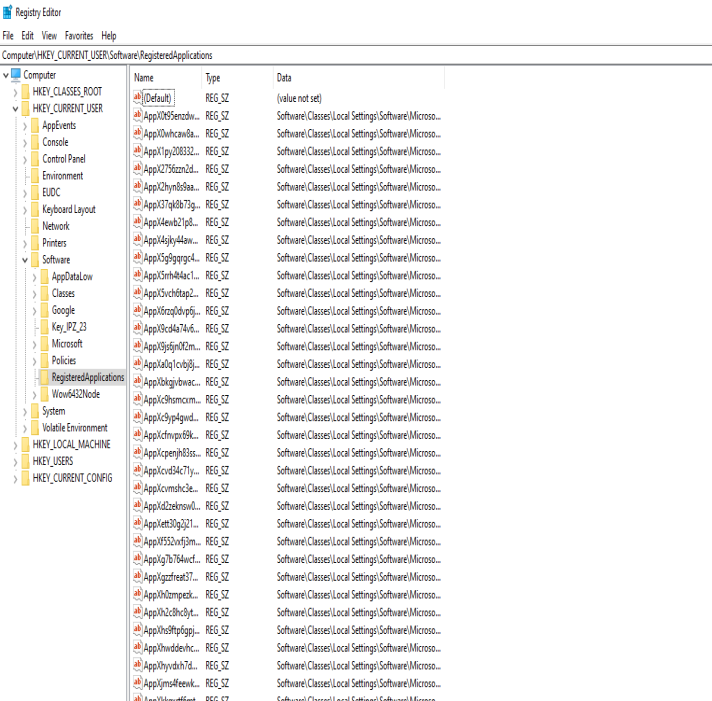 Registry Editor
File Edit View Favorites Help
Computer\HKEY_CURRENT_USER\Software\RegisteredApplications
Computer
HKEY_CLASSES_ROOT
HKEY_CURRENT_USER
AppEvents
Console
Control Panel
Environment
EUDC
Keyboard Layout
Network
Printers
Software
AppDataLow
Classes
Google
Key_IPZ_23
Microsoft
Policies
RegisteredApplications
Wow6432Node
System
Volatile Environment
HKEY_LOCAL_MACHINE
HKEY_USERS
HKEY_CURRENT_CONFIG
Name Type Data
(Default) REG_SZ (value not set)
AppX0t95enzdw... REG_SZ Software\Classes\Local Settings\Software\Microso...
AppX0whcaw8a... REG_SZ Software\Classes\Local Settings\Software\Microso...
AppX1py208332... REG_SZ Software\Classes\Local Settings\Software\Microso...
AppX2756zzn2d... REG_SZ Software\Classes\Local Settings\Software\Microso...
AppX2hyn8s9aa... REG_SZ Software\Classes\Local Settings\Software\Microso...
AppX37qk8b73g... REG_SZ Software\Classes\Local Settings\Software\Microso...
AppX4ewb21p8... REG_SZ Software\Classes\Local Settings\Software\Microso...
AppX4sjky44aw... REG_SZ Software\Classes\Local Settings\Software\Microso...
AppX5g9gqrgc4... REG_SZ Software\Classes\Local Settings\Software\Microso...
AppX5rrh4t4ac1... REG_SZ Software\Classes\Local Settings\Software\Microso...
AppX5vch6tap2... REG_SZ Software\Classes\Local Settings\Software\Microso...
AppX6rzq0dvp6j... REG_SZ Software\Classes\Local Settings\Software\Microso...
AppX9cd4a74v6... REG_SZ Software\Classes\Local Settings\Software\Microso...
AppX9js6jn0f2m... REG_SZ Software\Classes\Local Settings\Software\Microso...
AppXa0q1cvbj8j... REG_SZ Software\Classes\Local Settings\Software\Microso...
AppXbkgjvbwac... REG_SZ Software\Classes\Local Settings\Software\Microso...
AppXc9hsmcxm... REG_SZ Software\Classes\Local Settings\Software\Microso...
AppXc9yp4gwd... REG_SZ Software\Classes\Local Settings\Software\Microso...
AppXcfnvpx69k... REG_SZ Software\Classes\Local Settings\Software\Microso...
AppXcpenjh83ss... REG_SZ Software\Classes\Local Settings\Software\Microso...
AppXcvd34c71y... REG_SZ Software\Classes\Local Settings\Software\Microso...
AppXcvmshc3e... REG_SZ Software\Classes\Local Settings\Software\Microso...
AppXd2zeknsw0... REG_SZ Software\Classes\Local Settings\Software\Microso...
AppXett30g2j21... REG_SZ Software\Classes\Local Settings\Software\Microso...
AppXf552vxfj3m... REG_SZ Software\Classes\Local Settings\Software\Microso...
AppXg7b764wcf... REG_SZ Software\Classes\Local Settings\Software\Microso...
AppXgzzfreat37... REG_SZ Software\Classes\Local Settings\Software\Microso...
AppXh0zmpezk... REG_SZ Software\Classes\Local Settings\Software\Microso...
AppXh2c8hc8yt... REG_SZ Software\Classes\Local Settings\Software\Microso...
AppXhs9ftp6gpj... REG_SZ Software\Classes\Local Settings\Software\Microso...
AppXhwddevhc... REG_SZ Software\Classes\Local Settings\Software\Microso...
AppXhyvdxh7d... REG_SZ Software\Classes\Local Settings\Software\Microso...
AppXjms4feewk... REG_SZ Software\Classes\Local Settings\Software\Microso...
REG_SZ Software\Classes\Local Settings\Software\Microso...